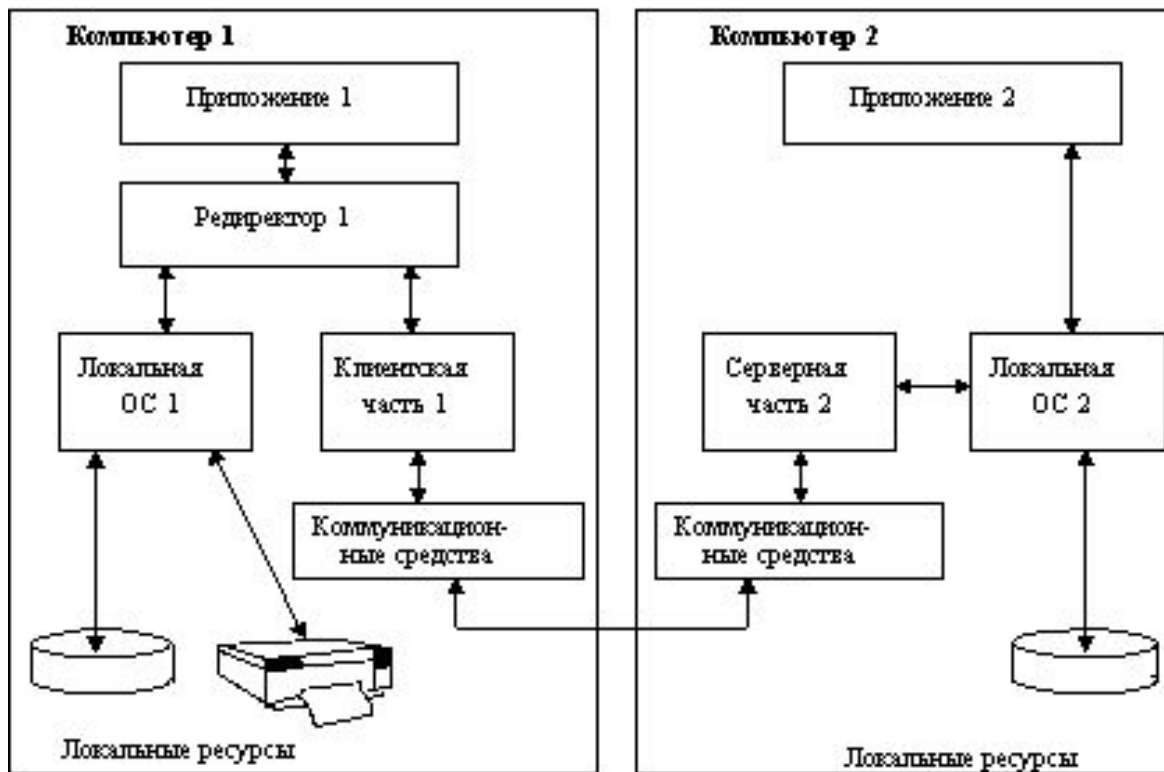 Компьютер 1
Приложение 1
Редиректор 1
Локальная
ОС 1
Клиентская
часть 1
Коммуникацион-
ные средства
Локальные ресурсы
Компьютер 2
Приложение 2
Серверная
часть 2
Локальная
ОС 2
Коммуникацион-
ные средства
Локальные ресурсы